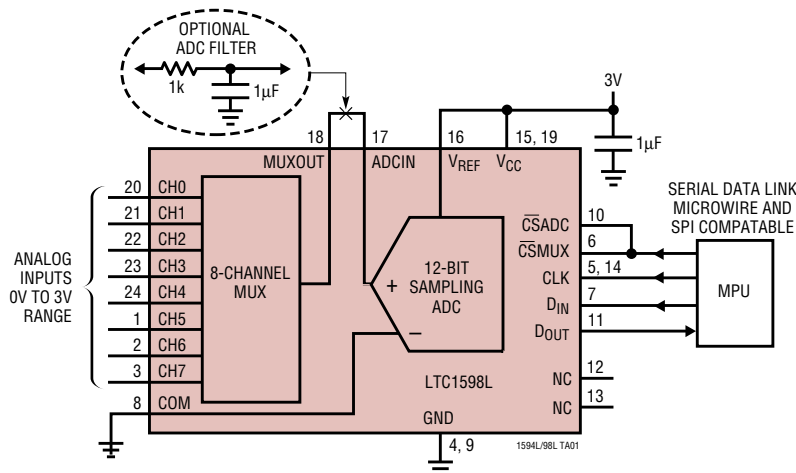 OPTIONAL
ADC FILTER
1k
1µF
3V
18
17
16
15, 19
1µF
MUXOUT
ADCIN
VREF
VCC
SERIAL DATA LINK
MICROWIRE AND
SPI COMPATABLE
20 CH0
21 CH1
22 CH2
23 CH3
24 CH4
1 CH5
2 CH6
3 CH7
8 COM
ANALOG
INPUTS
0V TO 3V
RANGE
8-CHANNEL
MUX
+
12-BIT
SAMPLING
ADC
–
CSADC 10
CSMUX 6
CLK 5, 14
DIN 7
DOUT 11
MPU
NC 12
NC 13
LTC1598L
GND
4, 9
1594L/98L TA01